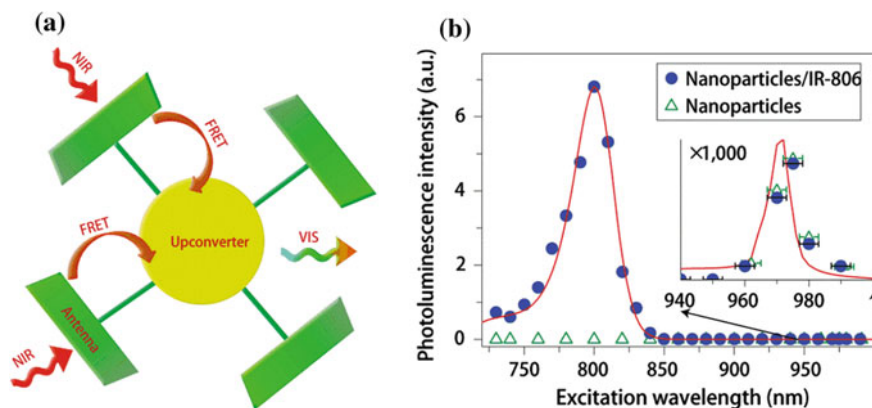 (a)
NIR
FRET
FRET
Upconverter
VIS
Antenna
NIR
(b)
Photoluminescence intensity (a.u.)
6
4
2
0
Nanoparticles/IR-806
Nanoparticles
×1,000
940 960 980
750 800 850 900 950
Excitation wavelength (nm)